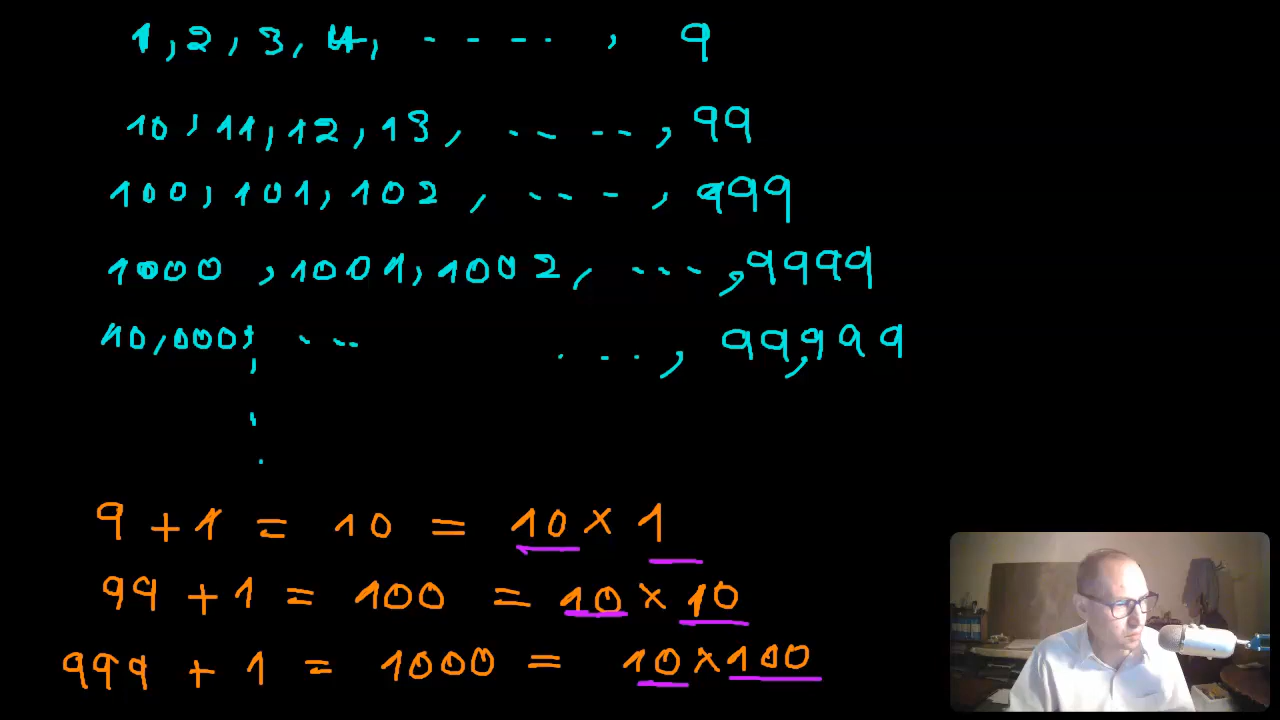 1, 2, 3, 4, - - - - , 9
10, 11, 12, 13, - - - - , 99
100, 101, 102, - - - - , 999
1000, 1001, 1002, ----, 9999
10,000, ... ..., 99,999
9 + 1 = 10 = 10 × 1
99 + 1 = 100 = 10 × 10
999 + 1 = 1000 = 10 × 100